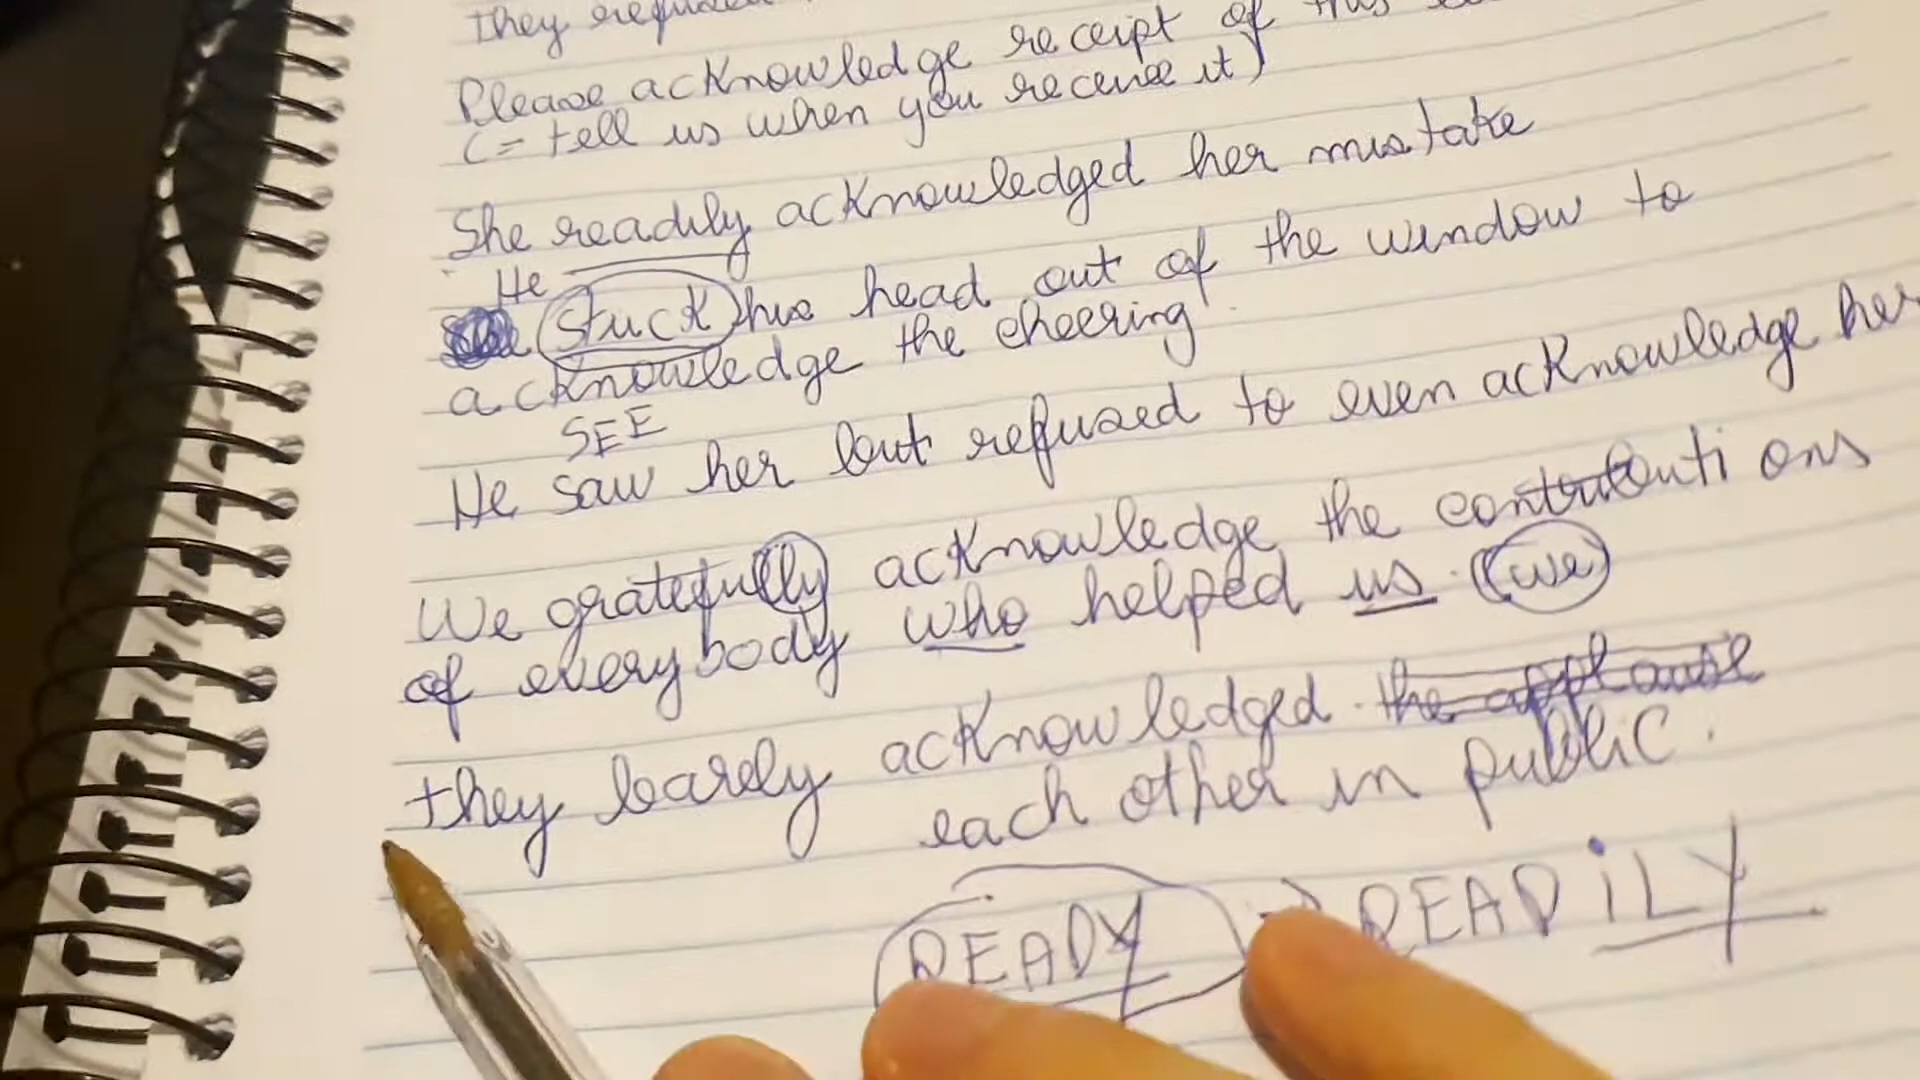 they refused
Please acknowledge receipt of this
(= tell us when you receive it)
She readily acknowledged her mistake
He
stuck his head out of the window to
acknowledge the cheering.
SEE
He saw her but refused to even acknowledge her
We gratefully acknowledge the contributions
of everybody who helped us. (we)
they barely acknowledged the applause
each other in public.
READY → READILY